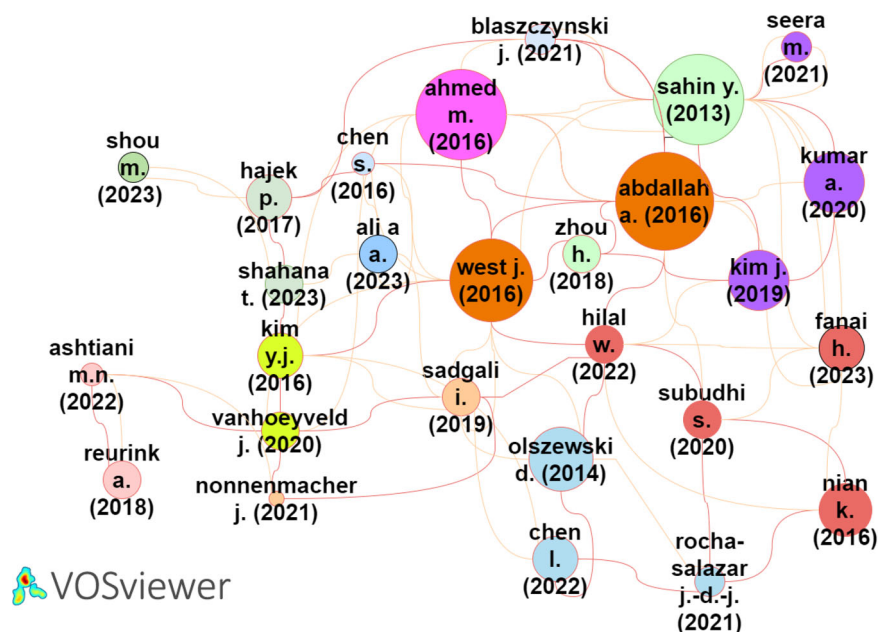 blaszczynski
j.
(2021)
seera
m.
(2021)
ahmed
m.
(2016)
sahin y.
(2013)
shou
m.
(2023)
hajek
p.
(2017)
chen
s.
(2016)
abdallah
a. (2016)
kumar
a.
(2020)
ali a
a.
(2023)
zhou
h.
(2018)
west j.
(2016)
kim j.
(2019)
shahana
t. (2023)
kim
y.j.
(2016)
hilal
w.
(2022)
fanai
h.
(2023)
ashtiani
m.n.
(2022)
sadgali
i.
(2019)
subudhi
s.
(2020)
vanhoeyveld
j. (2020)
reurink
a.
(2018)
olszewski
d. (2014)
nonnenmacher
j. (2021)
nian
k.
(2016)
chen
l.
(2022)
rocha-
salazar
j.-d.-j.
(2021)
VOSviewer